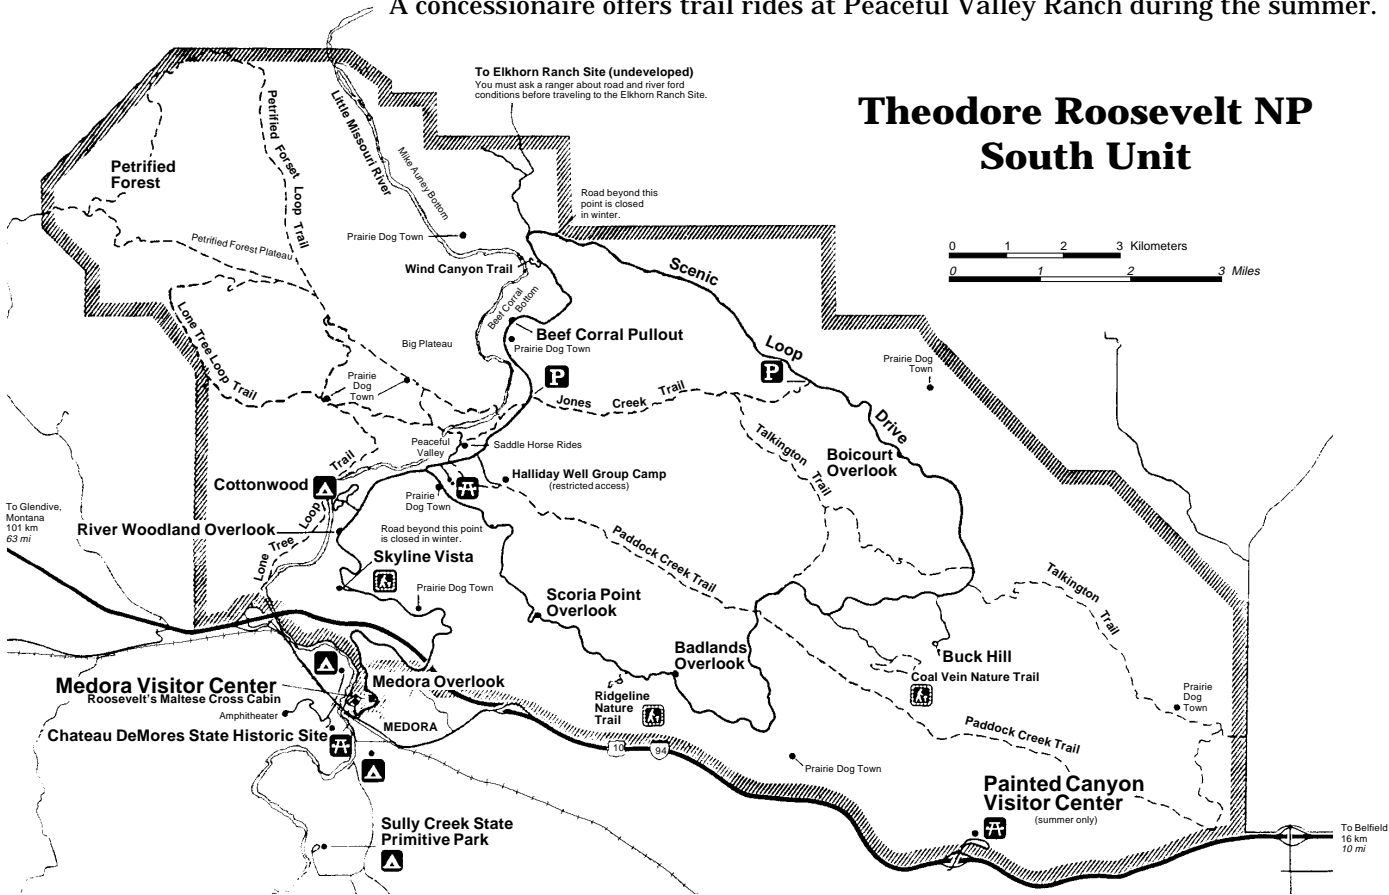 A concessionaire offers trail rides at Peaceful Valley Ranch during the summer.
Theodore Roosevelt NP
South Unit
To Elkhorn Ranch Site (undeveloped)
You must ask a ranger about road and river ford
conditions before traveling to the Elkhorn Ranch Site.
Little Missouri River
Mike Auney Bottom
Petrified Forset Loop Trail
Petrified
Forest
Road beyond this
point is closed
in winter.
Prairie Dog Town
Petrified Forest Plateau
Wind Canyon Trail
0 1 2 3 Kilometers
0 1 2 3 Miles
Scenic
Loop
Drive
Beef Corral
Bottom
Beef Corral Pullout
Prairie Dog Town
Lone Tree Loop Trail
Big Plateau
P
P
Prairie Dog
Town
Prairie
Dog
Town
Jones Creek Trail
Talkington
Trail
Boicourt
Overlook
Peaceful
Valley
Saddle Horse Rides
Trail
Loop
Lone Tree
Cottonwood
Halliday Well Group Camp
(restricted access)
Prairie
Dog Town
To Glendive,
Montana
101 km
63 mi
River Woodland Overlook
Road beyond this point
is closed in winter.
Paddock Creek Trail
Skyline Vista
Prairie Dog Town
Scoria Point
Overlook
Talkington
Trail
Badlands
Overlook
Buck Hill
Coal Vein Nature Trail
Medora Visitor Center
Roosevelt's Maltese Cross Cabin
Medora Overlook
Ridgeline
Nature
Trail
Prairie
Dog
Town
Amphitheater
MEDORA
Chateau DeMores State Historic Site
10
94
Paddock Creek Trail
Prairie Dog Town
Painted Canyon
Visitor Center
(summer only)
Sully Creek State
Primitive Park
To Belfield
16 km
10 mi